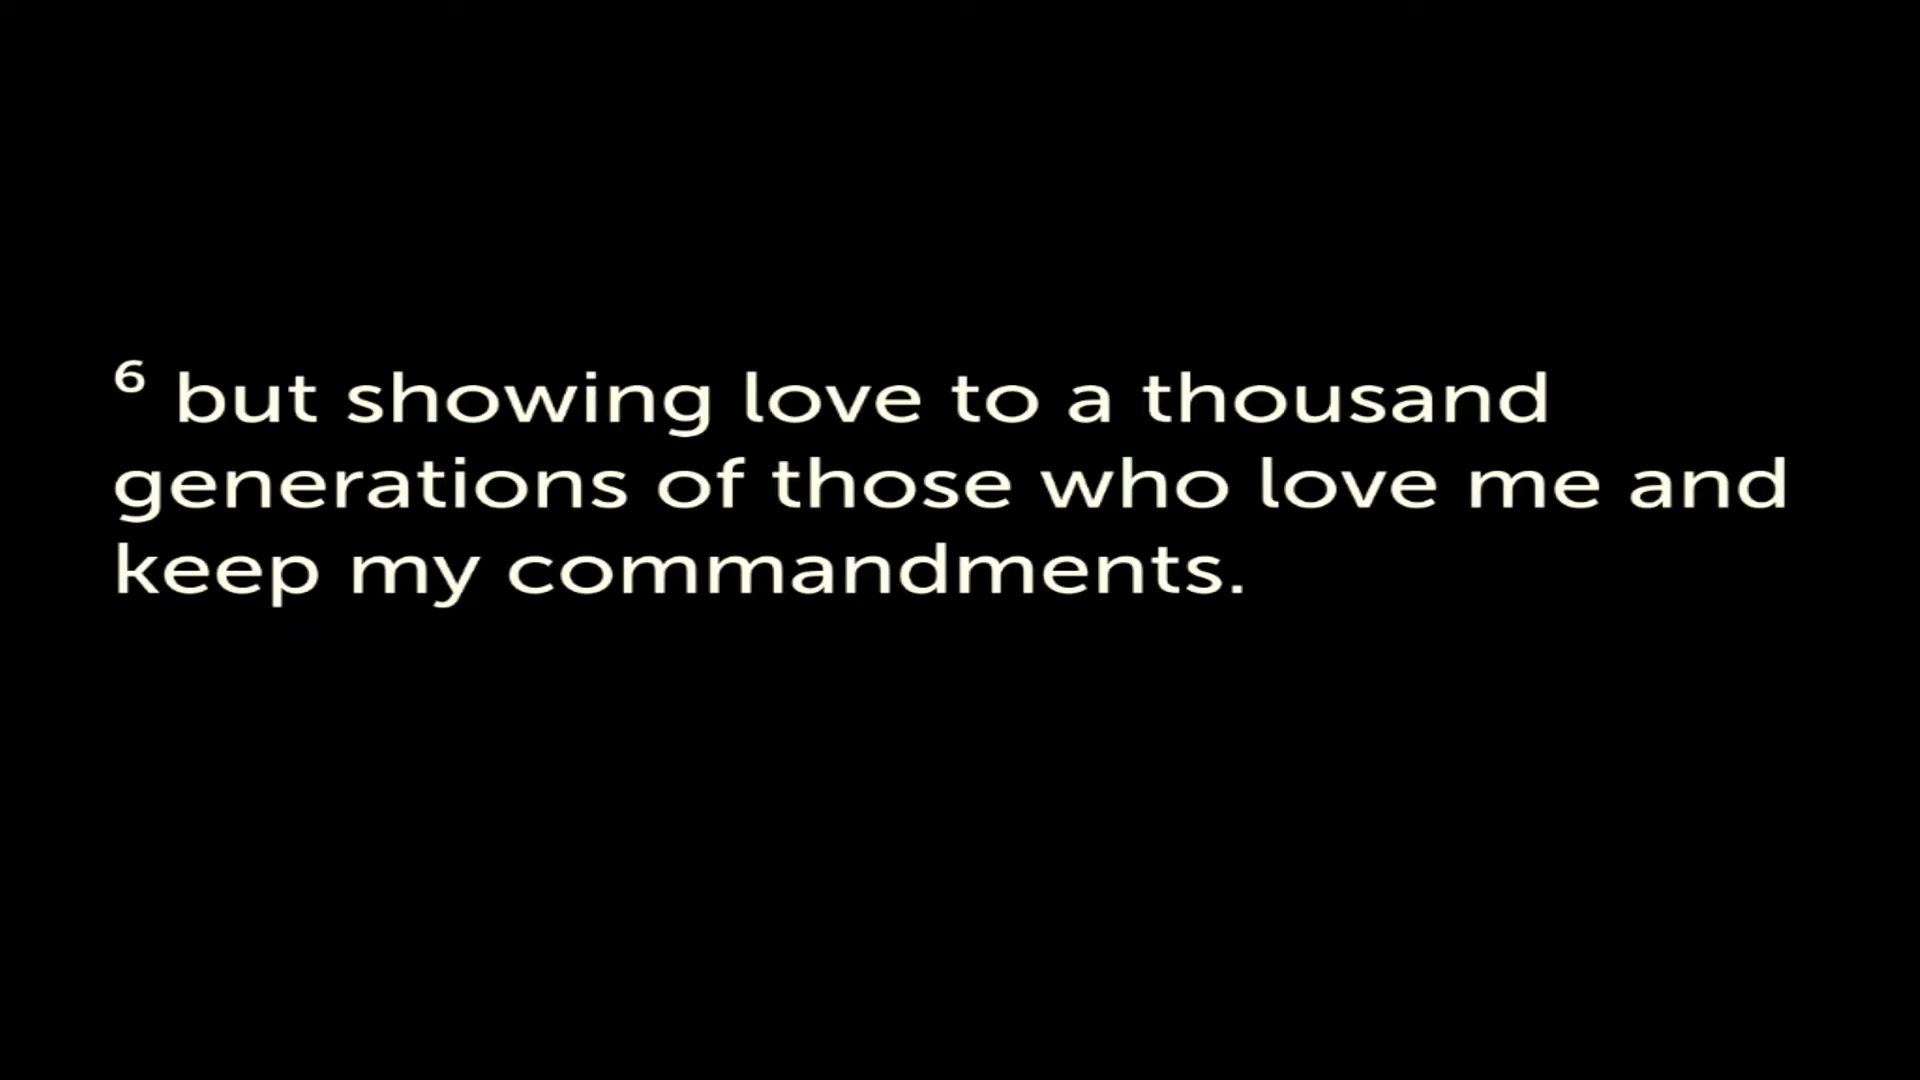 ⁶ but showing love to a thousand
generations of those who love me and
keep my commandments.